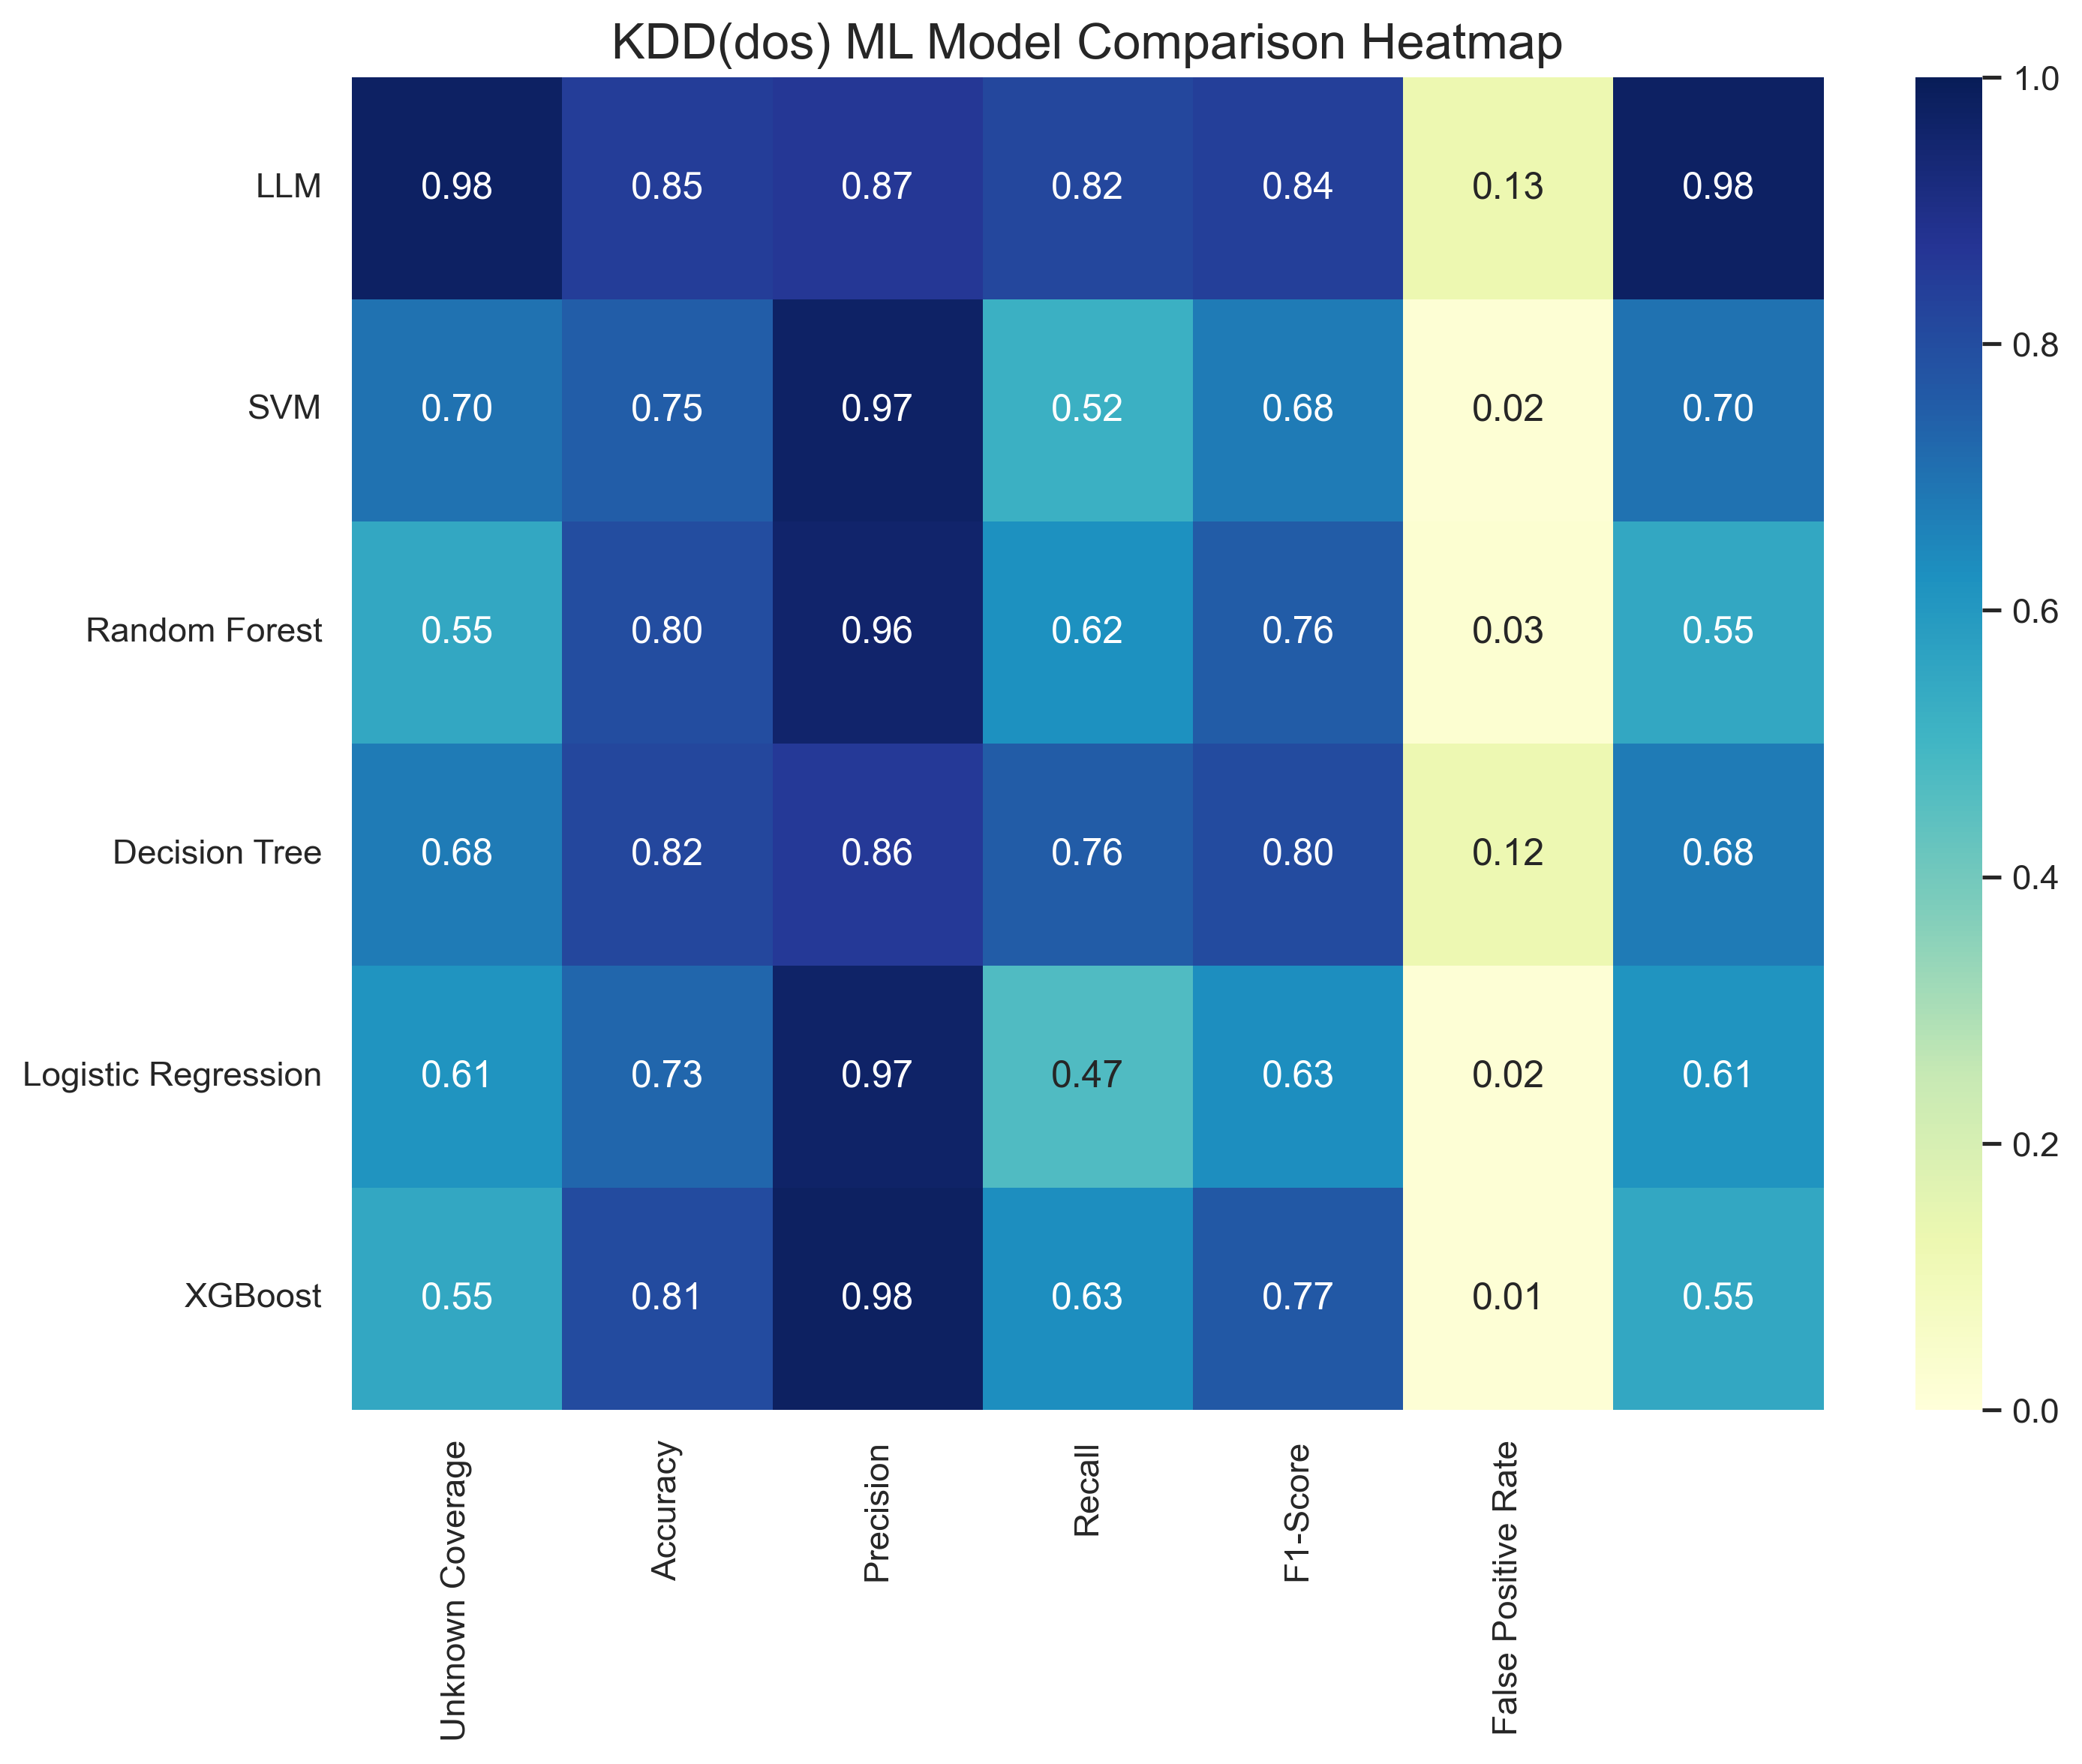 KDD(dos) ML Model Comparison Heatmap
LLM 0.98 0.85 0.87 0.82 0.84 0.13 0.98
SVM 0.70 0.75 0.97 0.52 0.68 0.02 0.70
Random Forest 0.55 0.80 0.96 0.62 0.76 0.03 0.55
Decision Tree 0.68 0.82 0.86 0.76 0.80 0.12 0.68
Logistic Regression 0.61 0.73 0.97 0.47 0.63 0.02 0.61
XGBoost 0.55 0.81 0.98 0.63 0.77 0.01 0.55
Unknown Coverage
Accuracy
Precision
Recall
F1-Score
False Positive Rate
1.0
0.8
0.6
0.4
0.2
0.0